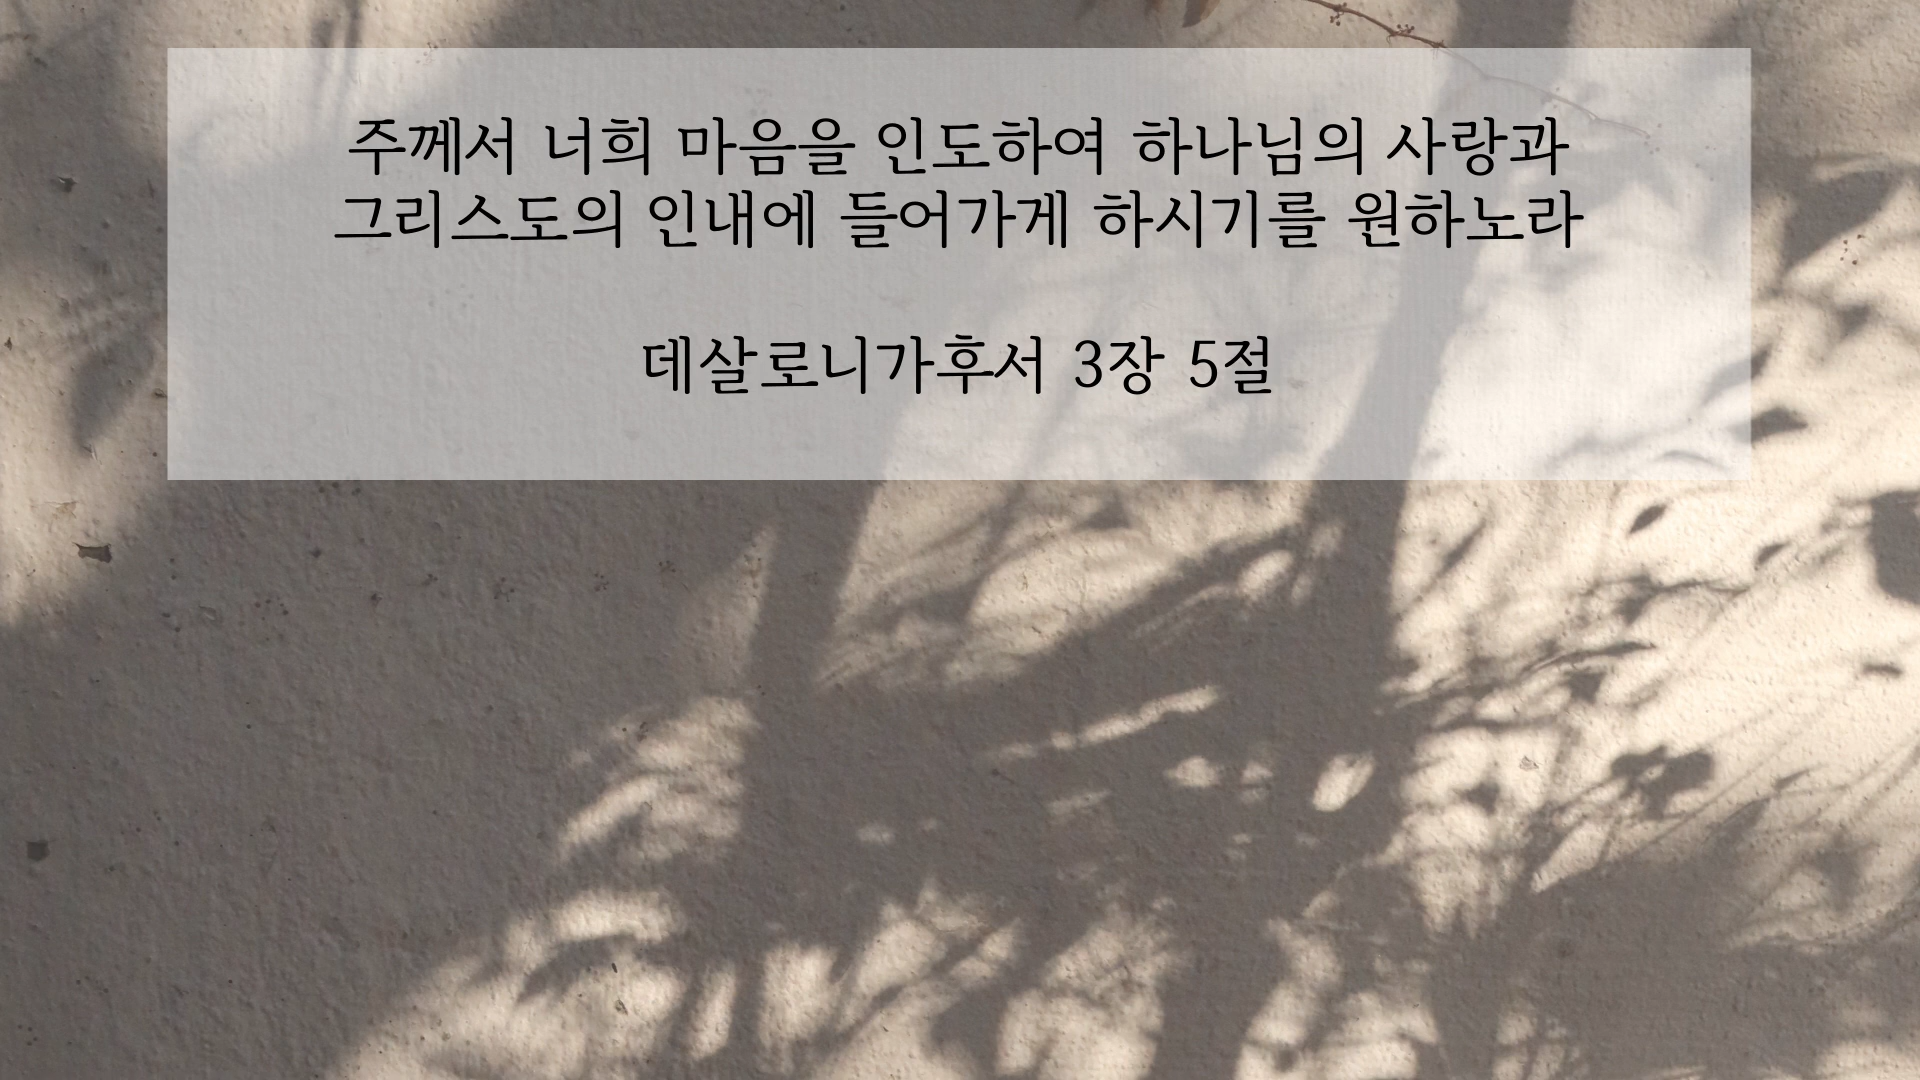 주께서 너희 마음을 인도하여 하나님의 사랑과
그리스도의 인내에 들어가게 하시기를 원하노라
데살로니가후서 3장 5절